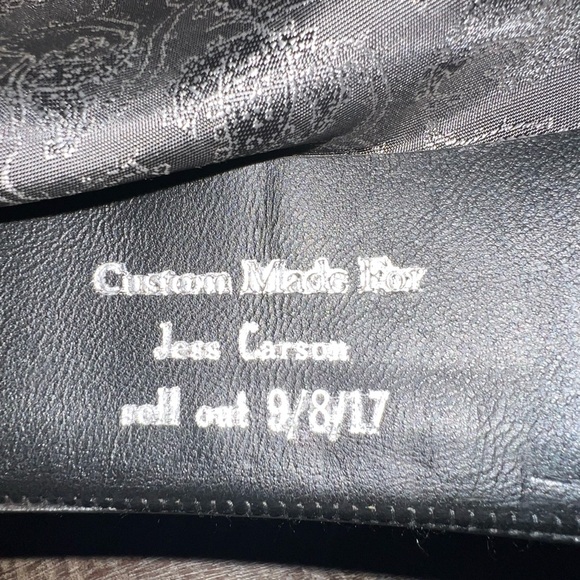 Custom Made For
Jess Carson
sell out 9/8/17